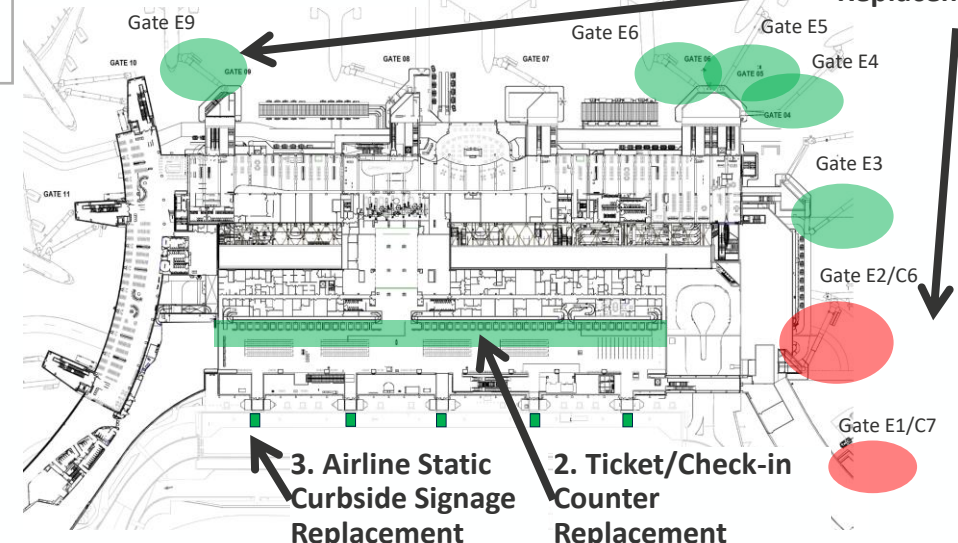 Replacem
Gate E9
Gate E6
Gate E5
Gate E4
GATE 10
GATE 09
GATE 08
GATE 07
GATE 06
GATE 05
GATE 04
Gate E3
GATE 11
Gate E2/C6
Gate E1/C7
3. Airline Static
Curbside Signage
Replacement
2. Ticket/Check-in
Counter
Replacement